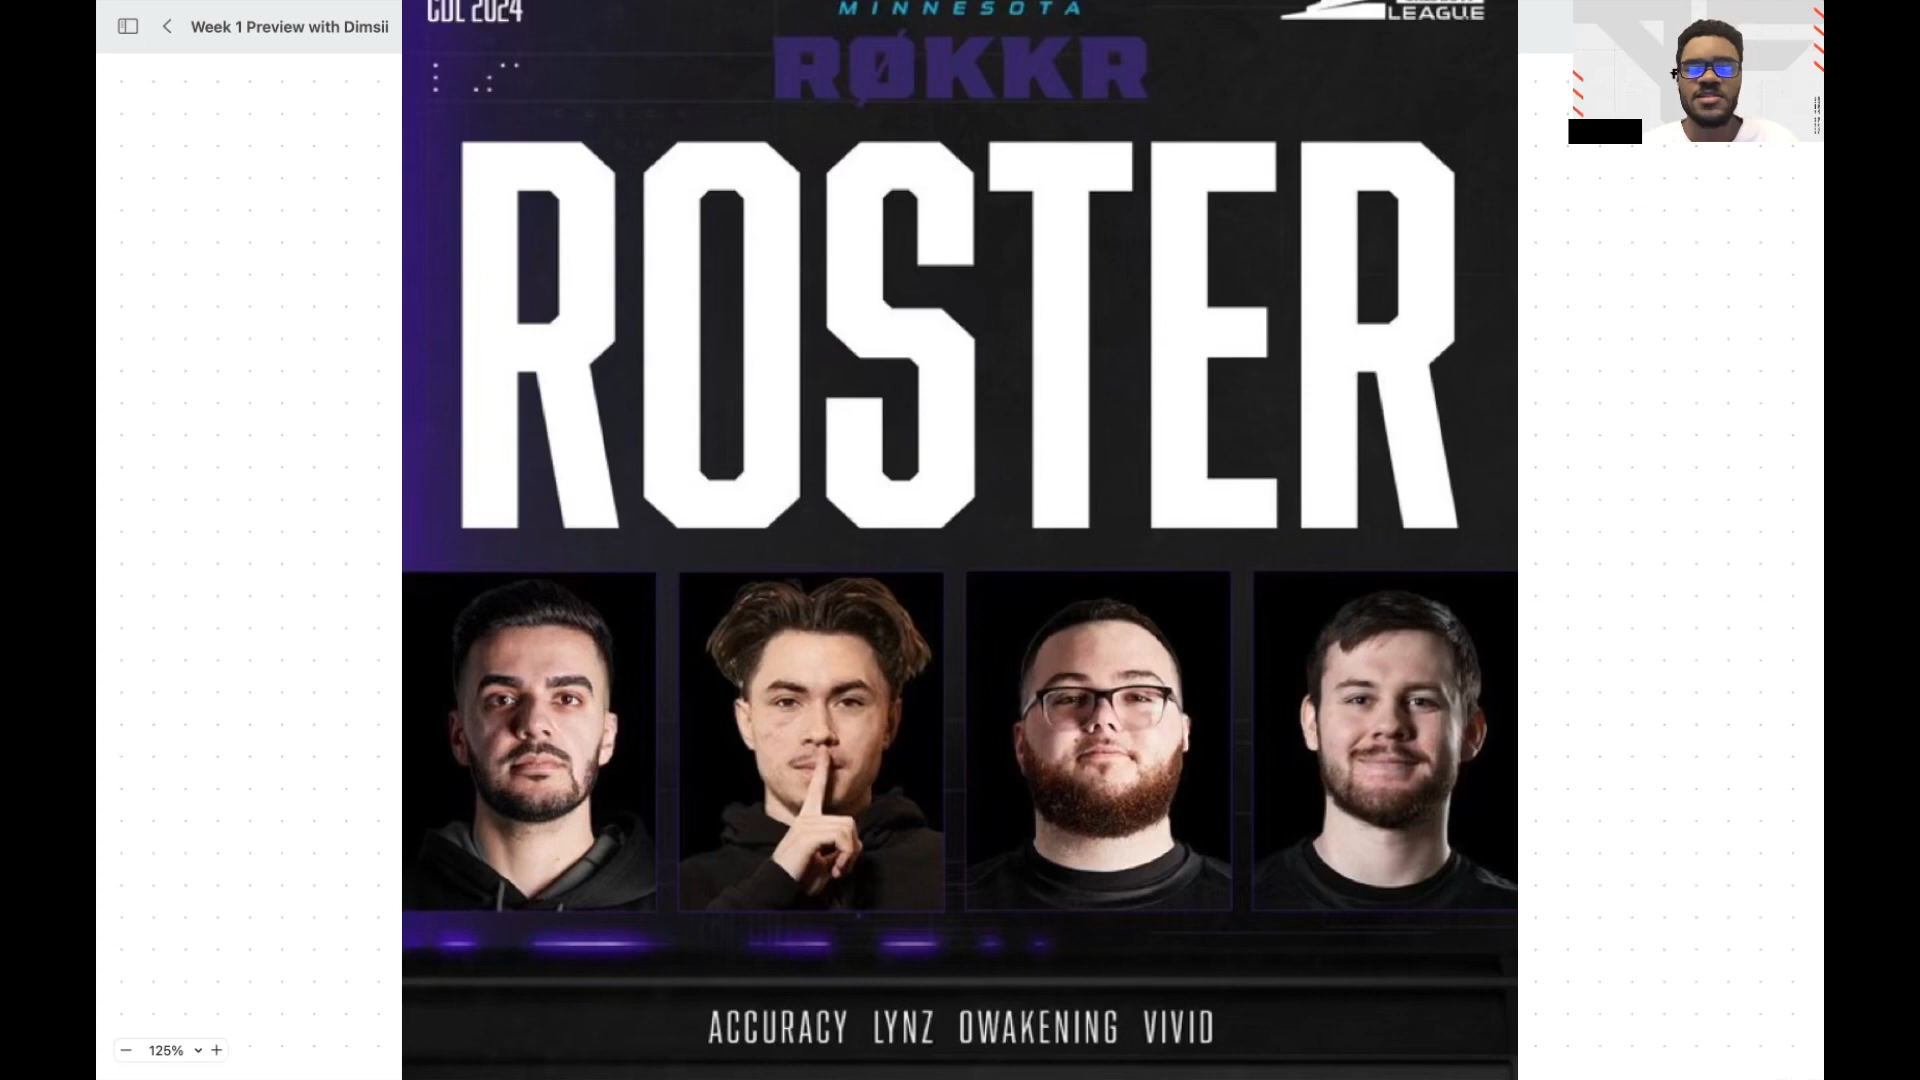 Week 1 Preview with Dimsii
CDL 2024
MINNESOTA
RØKKR
LEAGUE
ROSTER
ACCURACY LYNZ OWAKENING VIVID
125%